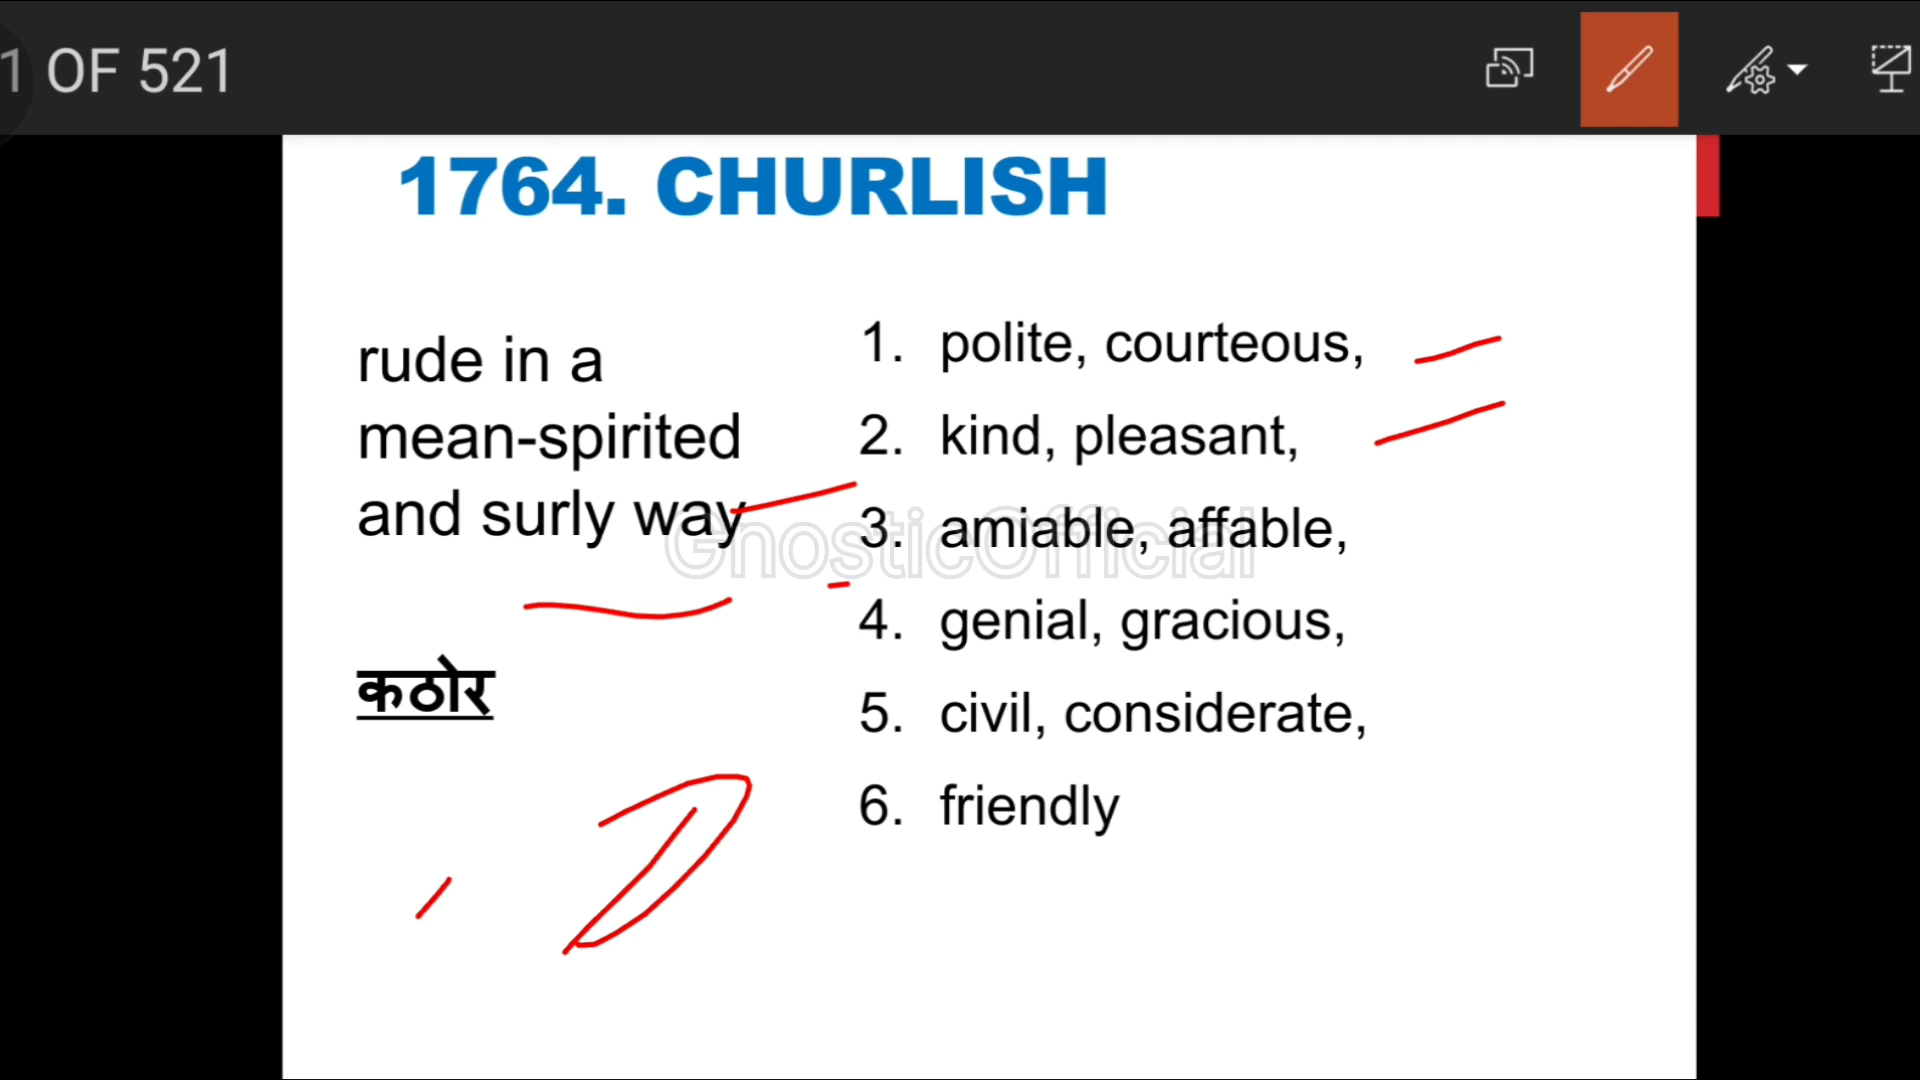 1 OF 521
1764. CHURLISH
rude in a
mean-spirited
and surly way
कठोर
1. polite, courteous,
2. kind, pleasant,
3. amiable, affable,
4. genial, gracious,
5. civil, considerate,
6. friendly
GnosticOfficial